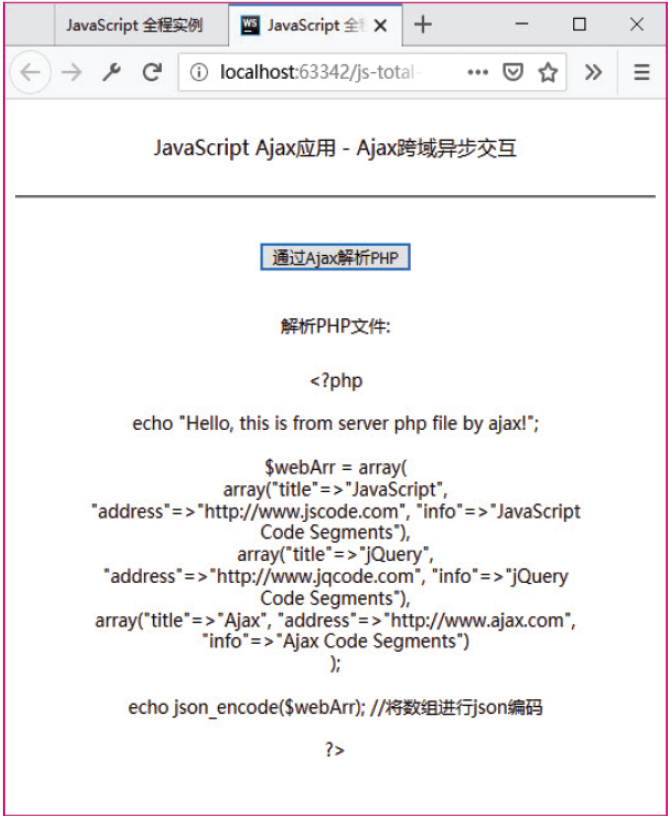 JavaScript 全程实例
WS JavaScript 全
localhost:63342/js-total-
JavaScript Ajax应用 - Ajax跨域异步交互
通过Ajax解析PHP
解析PHP文件:
<?php
echo "Hello, this is from server php file by ajax!";
$webArr = array(
array("title"=>"JavaScript",
"address"=>"http://www.jscode.com", "info"=>"JavaScript
Code Segments"),
array("title"=>"jQuery",
"address"=>"http://www.jqcode.com", "info"=>"jQuery
Code Segments"),
array("title"=>"Ajax", "address"=>"http://www.ajax.com",
"info"=>"Ajax Code Segments")
);
echo json_encode($webArr); //将数组进行json编码
?>